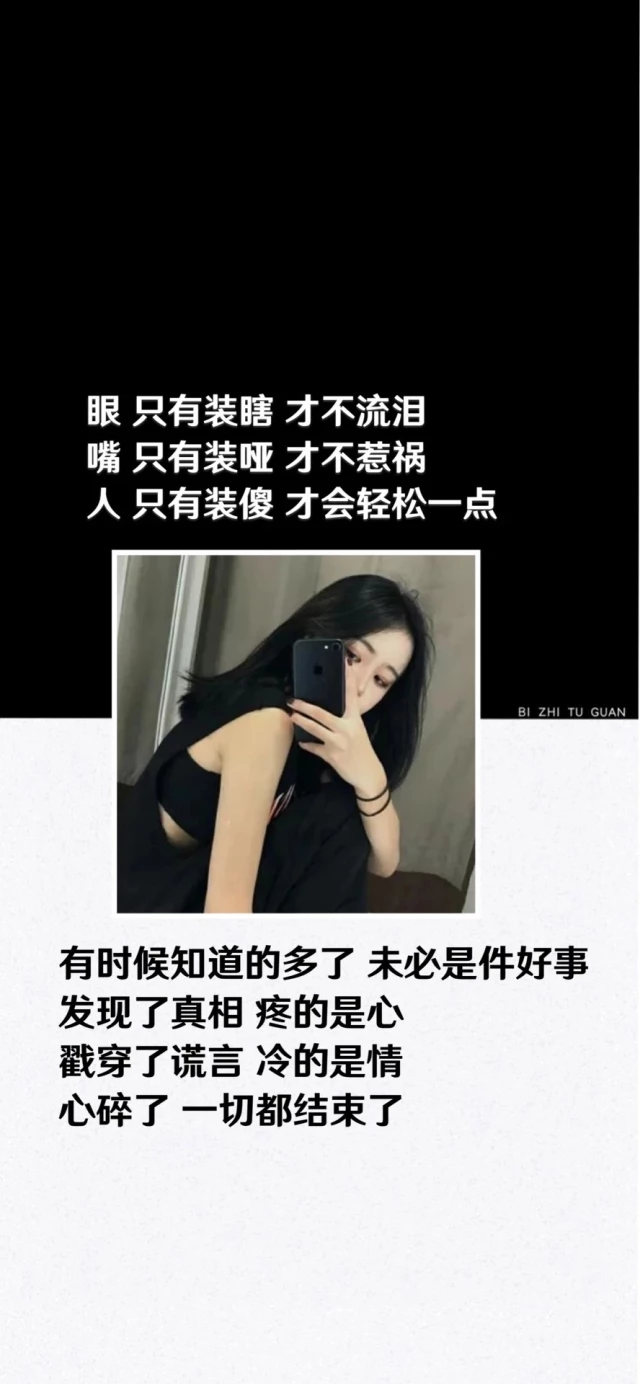 眼 只有装瞎 才不流泪
嘴 只有装哑 才不惹祸
人 只有装傻 才会轻松一点
BI ZHI TU GUAN
有时候知道的多了 未必是件好事
发现了真相 疼的是心
戳穿了谎言 冷的是情
心碎了 一切都结束了